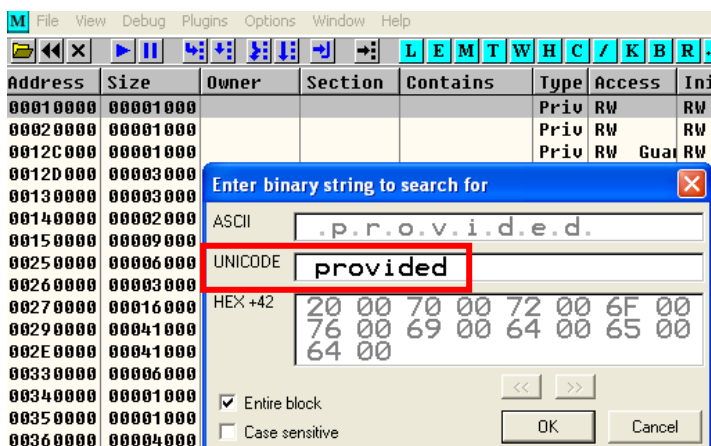 M File View Debug Plugins Options Window Help
L E M T W H C / K B R
Address Size Owner Section Contains Type Access Ini
00010000 00001000 Priv RW RW
00020000 00001000 Priv RW RW
0012C000 00001000 Priv RW Guar RW
0012D000 00003000
00130000 00003000
00140000 00002000
00150000 00009000
00250000 00006000
00260000 00003000
00270000 00016000
00290000 00041000
002E0000 00041000
00330000 00006000
00340000 00001000
00350000 00001000
00360000 00004000
Enter binary string to search for
ASCII .p.r.o.v.i.d.e.d.
UNICODE provided
HEX +42 20 00 70 00 72 00 6F 00
76 00 69 00 64 00 65 00
64 00
<< >>
Entire block
Case sensitive
OK Cancel